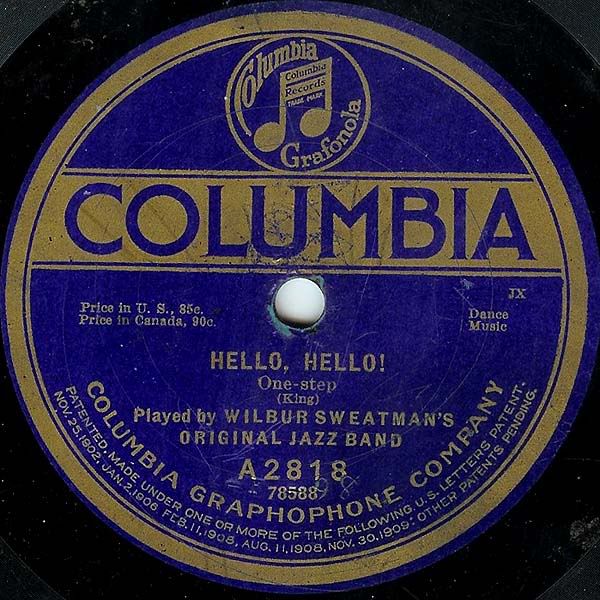 Columbia
Columbia
Records
TRADE MARK
Grafonola
COLUMBIA
JX
Price in U. S., 85c.
Price in Canada, 90c.
Dance
Music
HELLO, HELLO!
One-step
(King)
Played by WILBUR SWEATMAN'S
ORIGINAL JAZZ BAND
A2818
78588
COLUMBIA GRAPHOPHONE COMPANY
PATENTED, MADE UNDER ONE OR MORE OF THE FOLLOWING U.S. LETTERS PATENT:
NOV. 25, 1902, JAN. 2, 1906 FEB. 11, 1908, AUG. 11, 1908, NOV. 30, 1909: OTHER PATENTS PENDING.